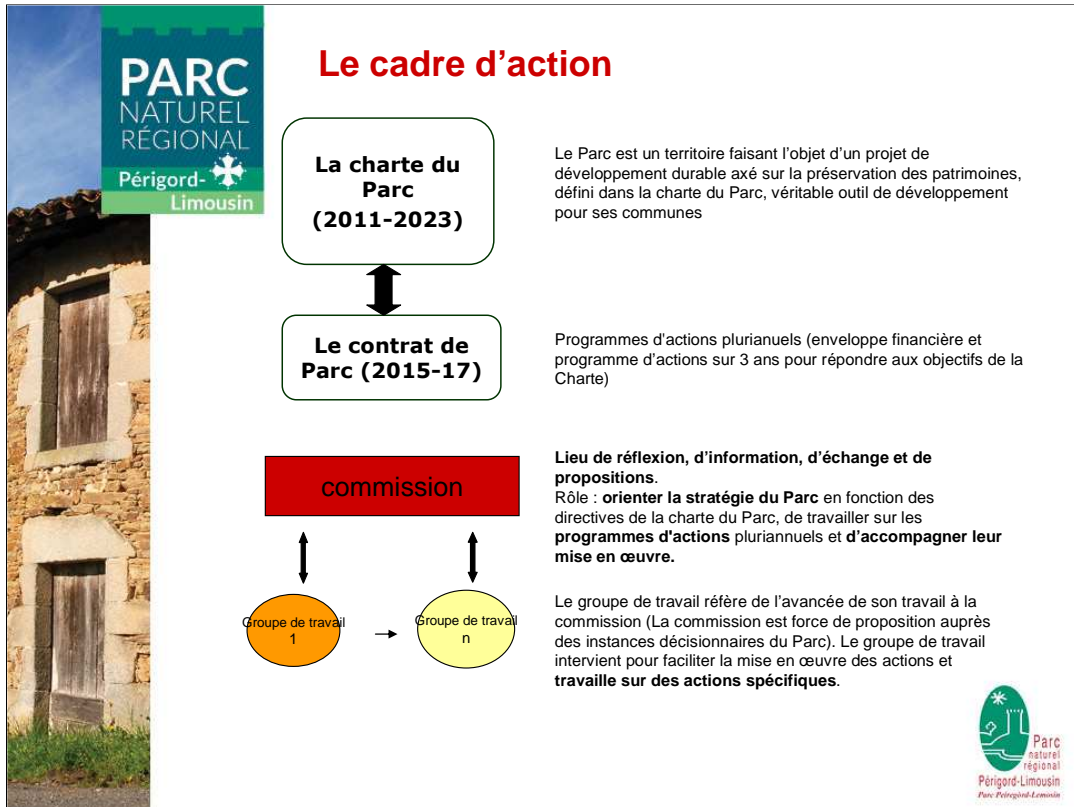 PARC
NATUREL
RÉGIONAL
Périgord-
Limousin
Le cadre d'action
La charte du
Parc
(2011-2023)
Le Parc est un territoire faisant l'objet d'un projet de
développement durable axé sur la préservation des patrimoines,
défini dans la charte du Parc, véritable outil de développement
pour ses communes
Le contrat de
Parc (2015-17)
Programmes d'actions plurianuels (enveloppe financière et
programme d'actions sur 3 ans pour répondre aux objectifs de la
Charte)
commission
Lieu de réflexion, d'information, d'échange et de
propositions.
Rôle : orienter la stratégie du Parc en fonction des
directives de la charte du Parc, de travailler sur les
programmes d'actions pluriannuels et d'accompagner leur
mise en œuvre.
Groupe de travail
1
Groupe de travail
n
Le groupe de travail réfère de l'avancée de son travail à la
commission (La commission est force de proposition auprès
des instances décisionnaires du Parc). Le groupe de travail
intervient pour faciliter la mise en œuvre des actions et
travaille sur des actions spécifiques.
Parc
naturel
régional
Périgord-Limousin
Parc Peiregòrd-Lemosin